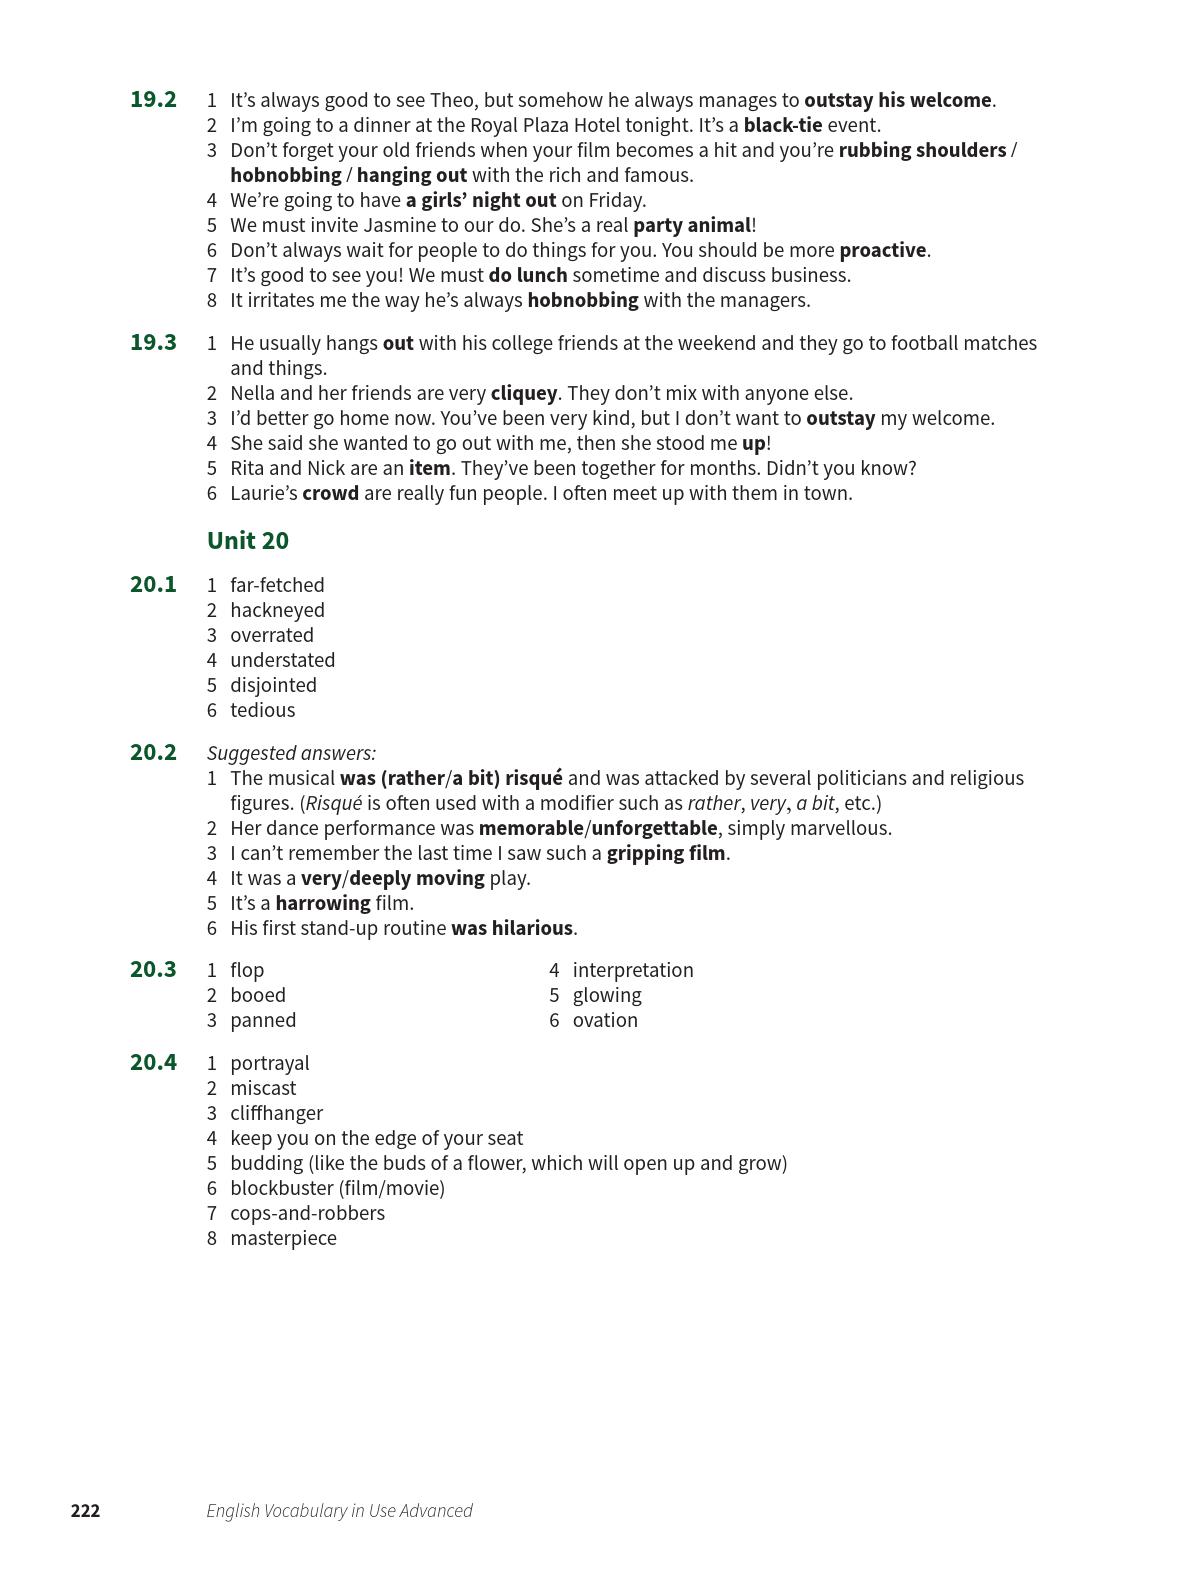 19.2 1 It’s always good to see Theo, but somehow he always manages to outstay his welcome.
2 I’m going to a dinner at the Royal Plaza Hotel tonight. It’s a black-tie event.
3 Don’t forget your old friends when your film becomes a hit and you’re rubbing shoulders /
hobnobbing / hanging out with the rich and famous.
4 We’re going to have a girls’ night out on Friday.
5 We must invite Jasmine to our do. She’s a real party animal!
6 Don’t always wait for people to do things for you. You should be more proactive.
7 It’s good to see you! We must do lunch sometime and discuss business.
8 It irritates me the way he’s always hobnobbing with the managers.
19.3 1 He usually hangs out with his college friends at the weekend and they go to football matches
and things.
2 Nella and her friends are very cliquey. They don’t mix with anyone else.
3 I’d better go home now. You’ve been very kind, but I don’t want to outstay my welcome.
4 She said she wanted to go out with me, then she stood me up!
5 Rita and Nick are an item. They’ve been together for months. Didn’t you know?
6 Laurie’s crowd are really fun people. I often meet up with them in town.
Unit 20
20.1 1 far-fetched
2 hackneyed
3 overrated
4 understated
5 disjointed
6 tedious
20.2 Suggested answers:
1 The musical was (rather/a bit) risqué and was attacked by several politicians and religious
figures. (Risqué is often used with a modifier such as rather, very, a bit, etc.)
2 Her dance performance was memorable/unforgettable, simply marvellous.
3 I can’t remember the last time I saw such a gripping film.
4 It was a very/deeply moving play.
5 It’s a harrowing film.
6 His first stand-up routine was hilarious.
20.3 1 flop
2 booed
3 panned
4 interpretation
5 glowing
6 ovation
20.4 1 portrayal
2 miscast
3 cliffhanger
4 keep you on the edge of your seat
5 budding (like the buds of a flower, which will open up and grow)
6 blockbuster (film/movie)
7 cops-and-robbers
8 masterpiece
222 English Vocabulary in Use Advanced